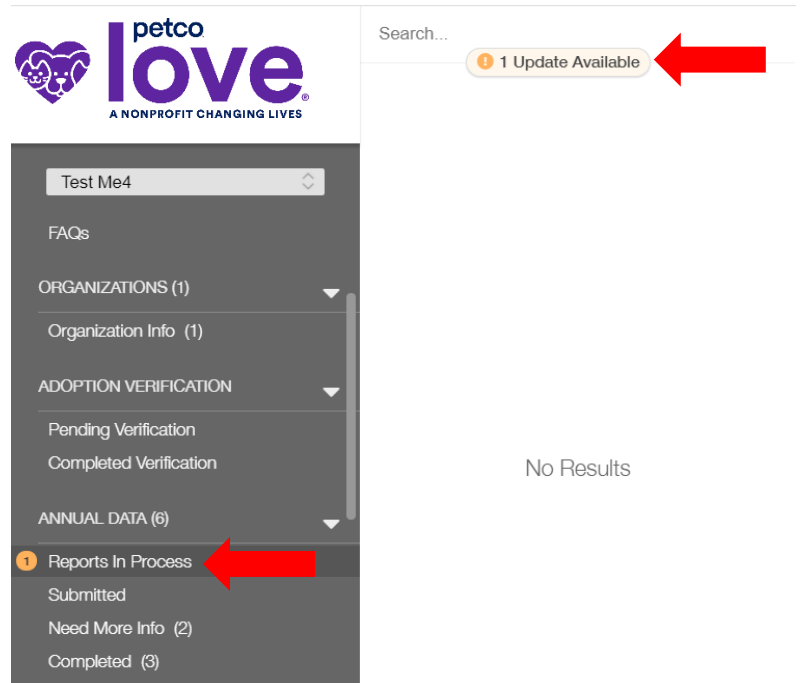 petco
love®
A NONPROFIT CHANGING LIVES
Search...
! 1 Update Available
Test Me4
FAQs
ORGANIZATIONS (1)
Organization Info (1)
ADOPTION VERIFICATION
Pending Verification
Completed Verification
No Results
ANNUAL DATA (6)
1 Reports In Process
Submitted
Need More Info (2)
Completed (3)